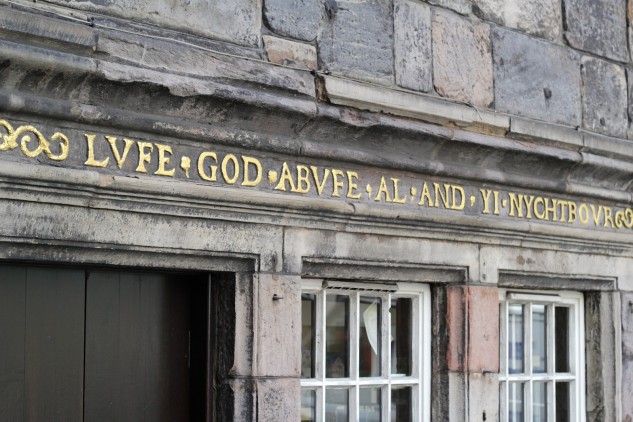 LVFE · GOD · ABVFE · AL · AND · YI · NYCHTBOVR